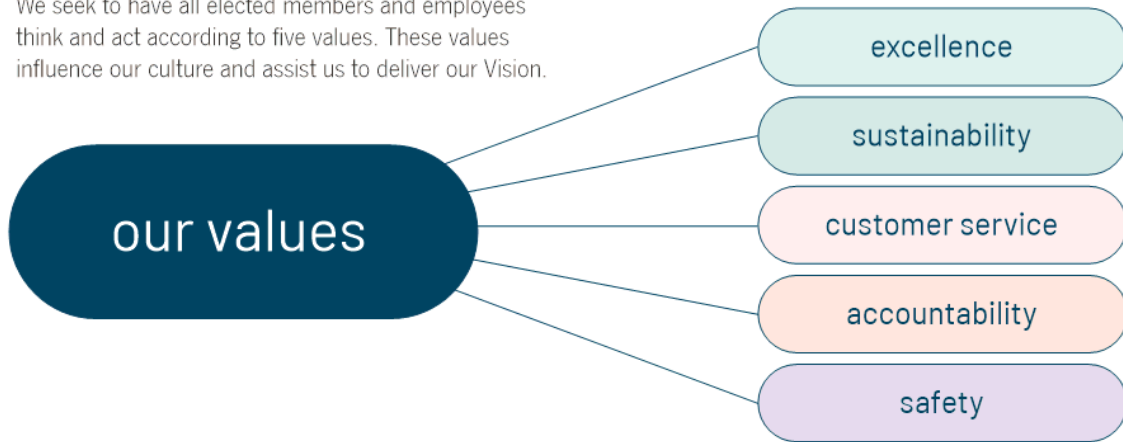 We seek to have all elected members and employees
think and act according to five values. These values
influence our culture and assist us to deliver our Vision.
our values
excellence
sustainability
customer service
accountability
safety